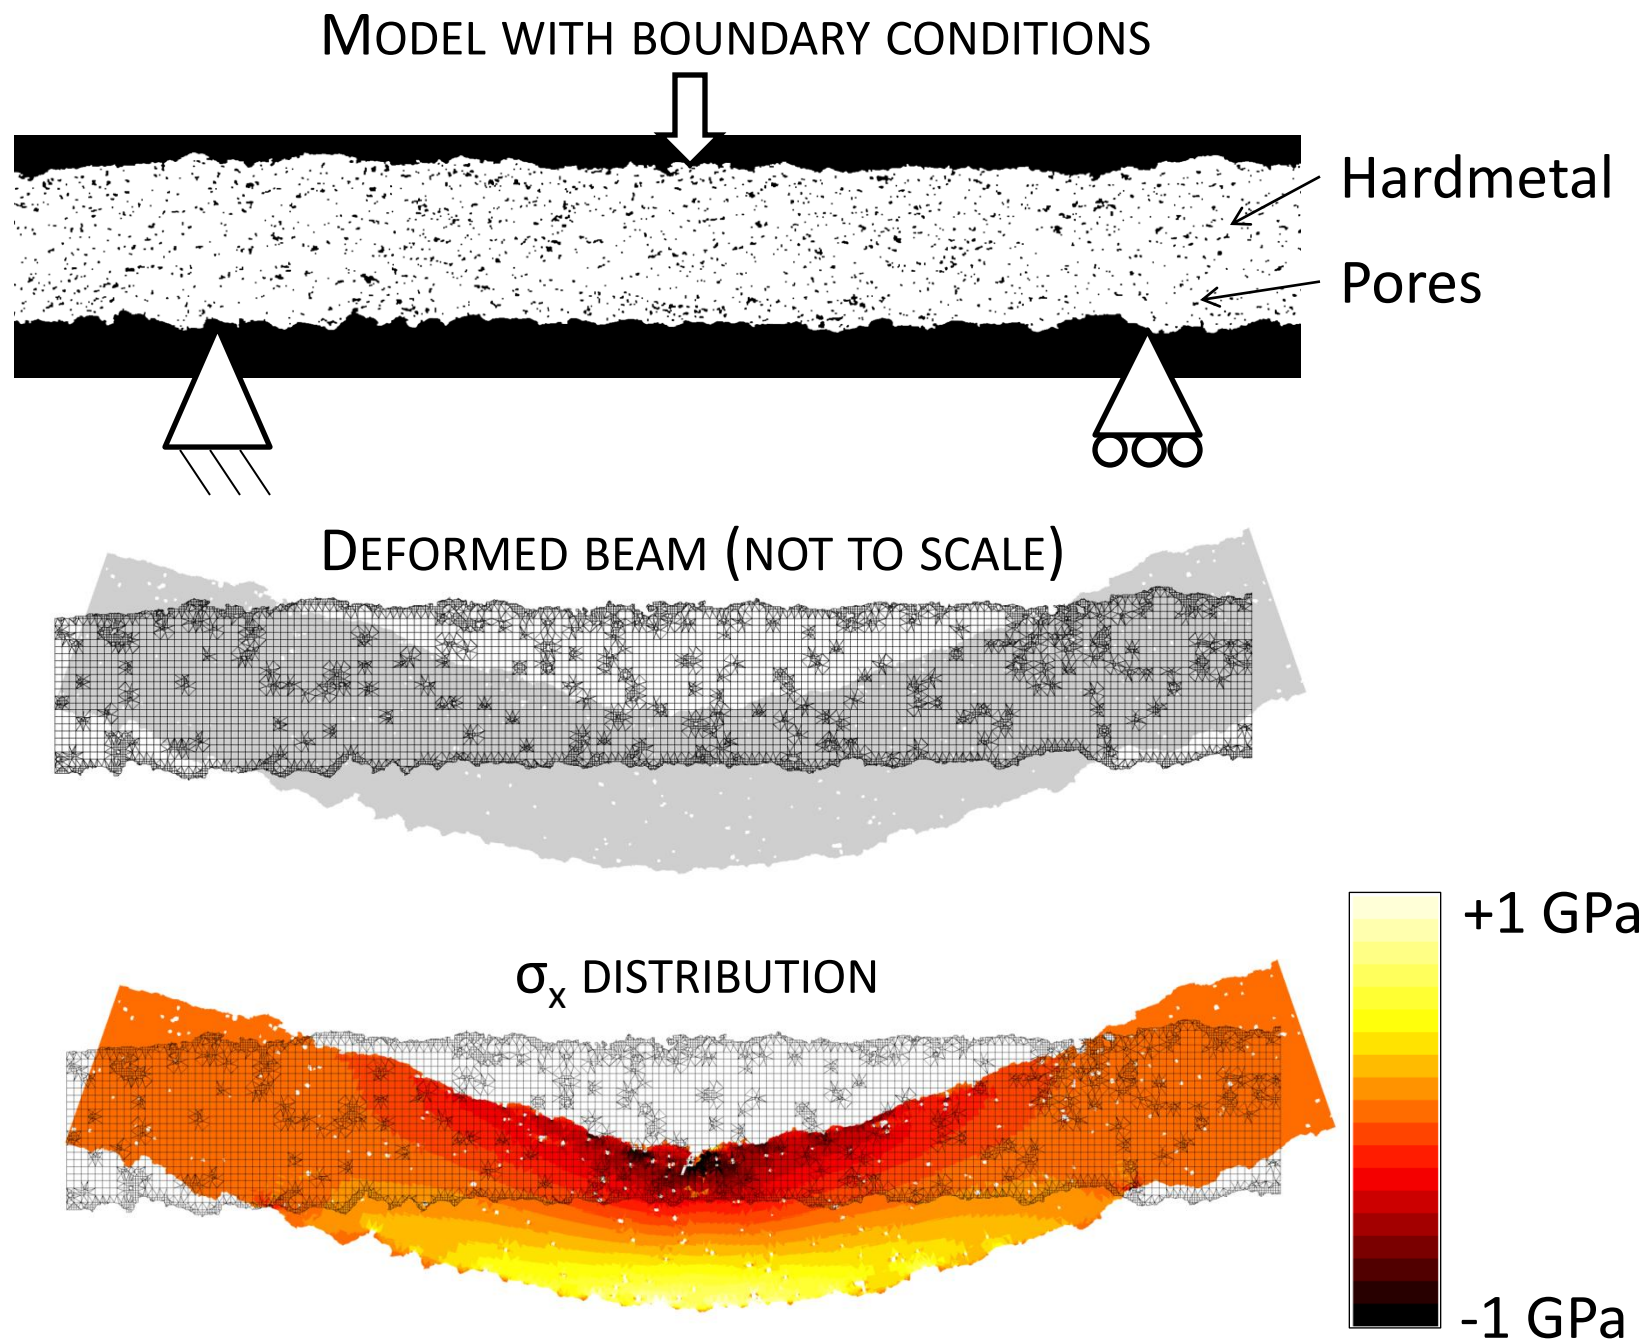 MODEL WITH BOUNDARY CONDITIONS
Hardmetal
Pores
DEFORMED BEAM (NOT TO SCALE)
+1 GPa
σx DISTRIBUTION
-1 GPa